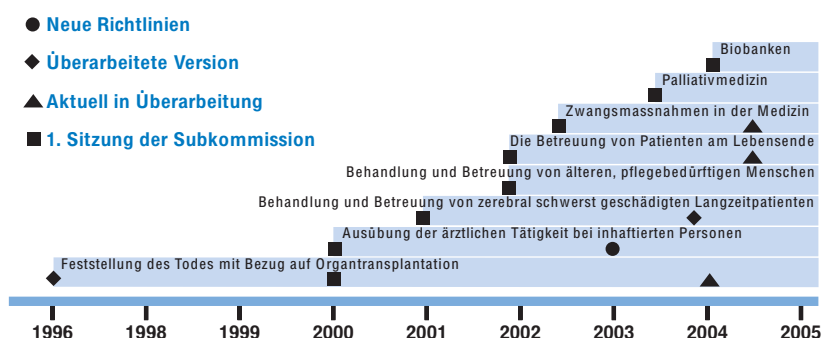 Neue Richtlinien
Überarbeitete Version
Aktuell in Überarbeitung
1. Sitzung der Subkommission
Biobanken
Palliativmedizin
Zwangsmassnahmen in der Medizin
Die Betreuung von Patienten am Lebensende
Behandlung und Betreuung von älteren, pflegebedürftigen Menschen
Behandlung und Betreuung von zerebral schwerst geschädigten Langzeitpatienten
Ausübung der ärztlichen Tätigkeit bei inhaftierten Personen
Feststellung des Todes mit Bezug auf Organtransplantation
1996 1998 1999 2000 2001 2002 2003 2004 2005